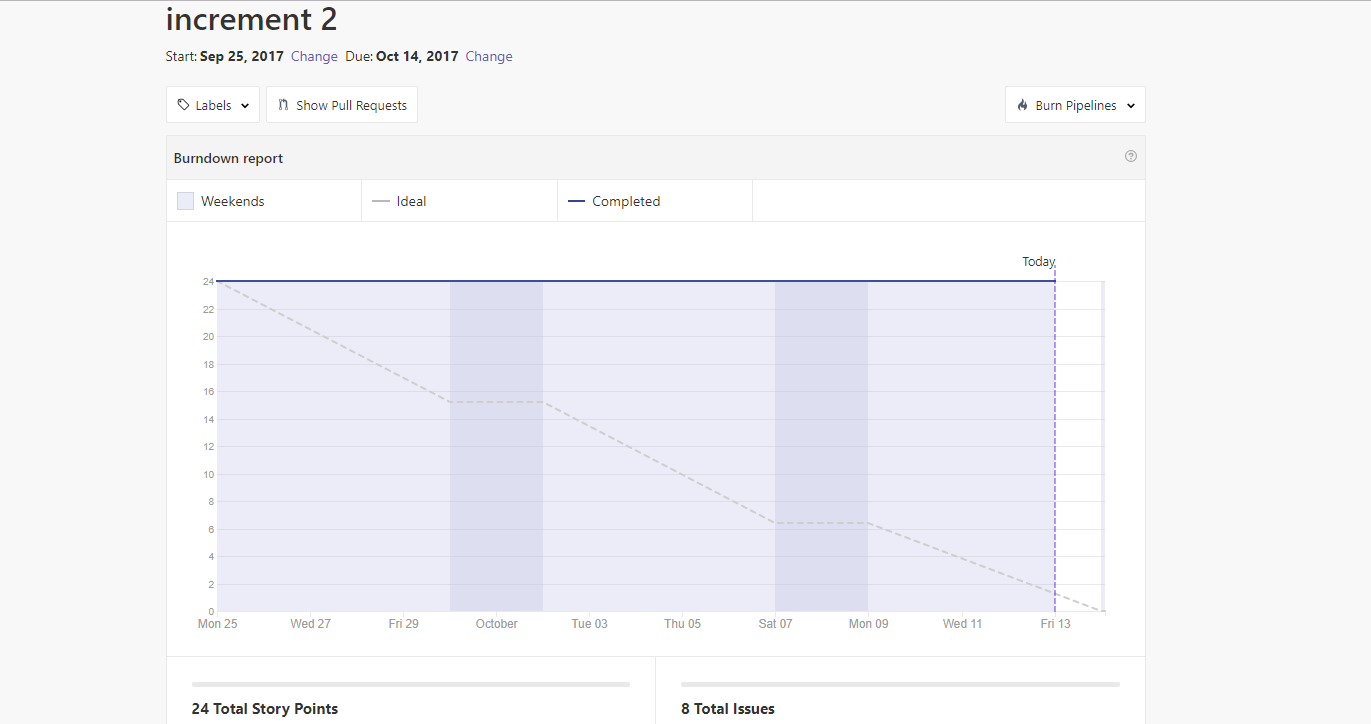 increment 2
Start: Sep 25, 2017 Change Due: Oct 14, 2017 Change
Labels Show Pull Requests Burn Pipelines
Burndown report
Weekends Ideal Completed
Today
24
22
20
18
16
14
12
10
8
6
4
2
0
Mon 25 Wed 27 Fri 29 October Tue 03 Thu 05 Sat 07 Mon 09 Wed 11 Fri 13
24 Total Story Points 8 Total Issues